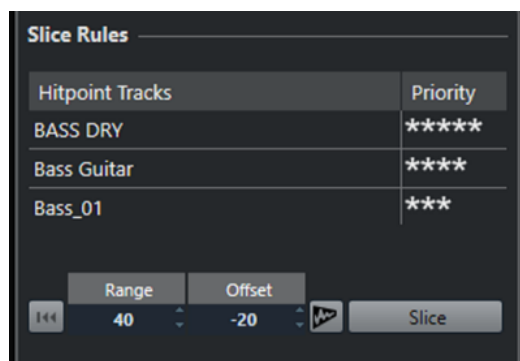 Slice Rules
Hitpoint Tracks Priority
BASS DRY *****
Bass Guitar ****
Bass_01 ***
Range Offset
40 -20 Slice